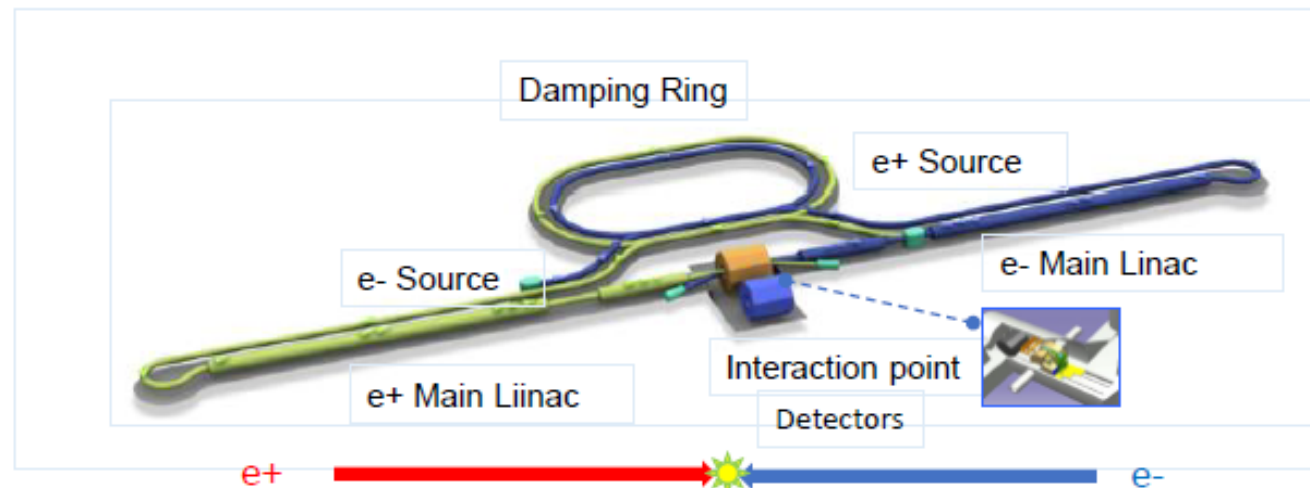 Damping Ring
e+ Source
e- Source
e- Main Linac
Interaction point
e+ Main Liinac
Detectors
e+
e-